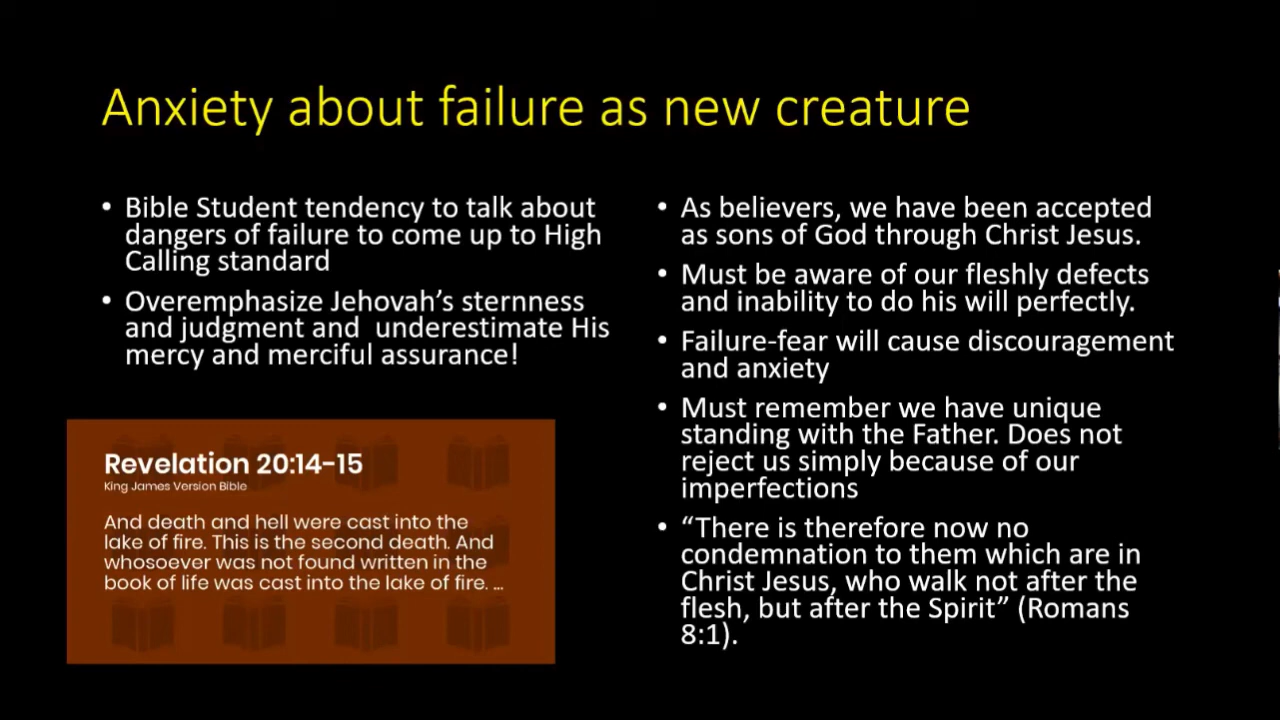 Anxiety about failure as new creature
• Bible Student tendency to talk about
dangers of failure to come up to High
Calling standard
• Overemphasize Jehovah’s sternness
and judgment and  underestimate His
mercy and merciful assurance!
Revelation 20:14-15
King James Version Bible
And death and hell were cast into the
lake of fire. This is the second death. And
whosoever was not found written in the
book of life was cast into the lake of fire. ...
• As believers, we have been accepted
as sons of God through Christ Jesus.
• Must be aware of our fleshly defects
and inability to do his will perfectly.
• Failure-fear will cause discouragement
and anxiety
• Must remember we have unique
standing with the Father. Does not
reject us simply because of our
imperfections
• “There is therefore now no
condemnation to them which are in
Christ Jesus, who walk not after the
flesh, but after the Spirit” (Romans
8:1).